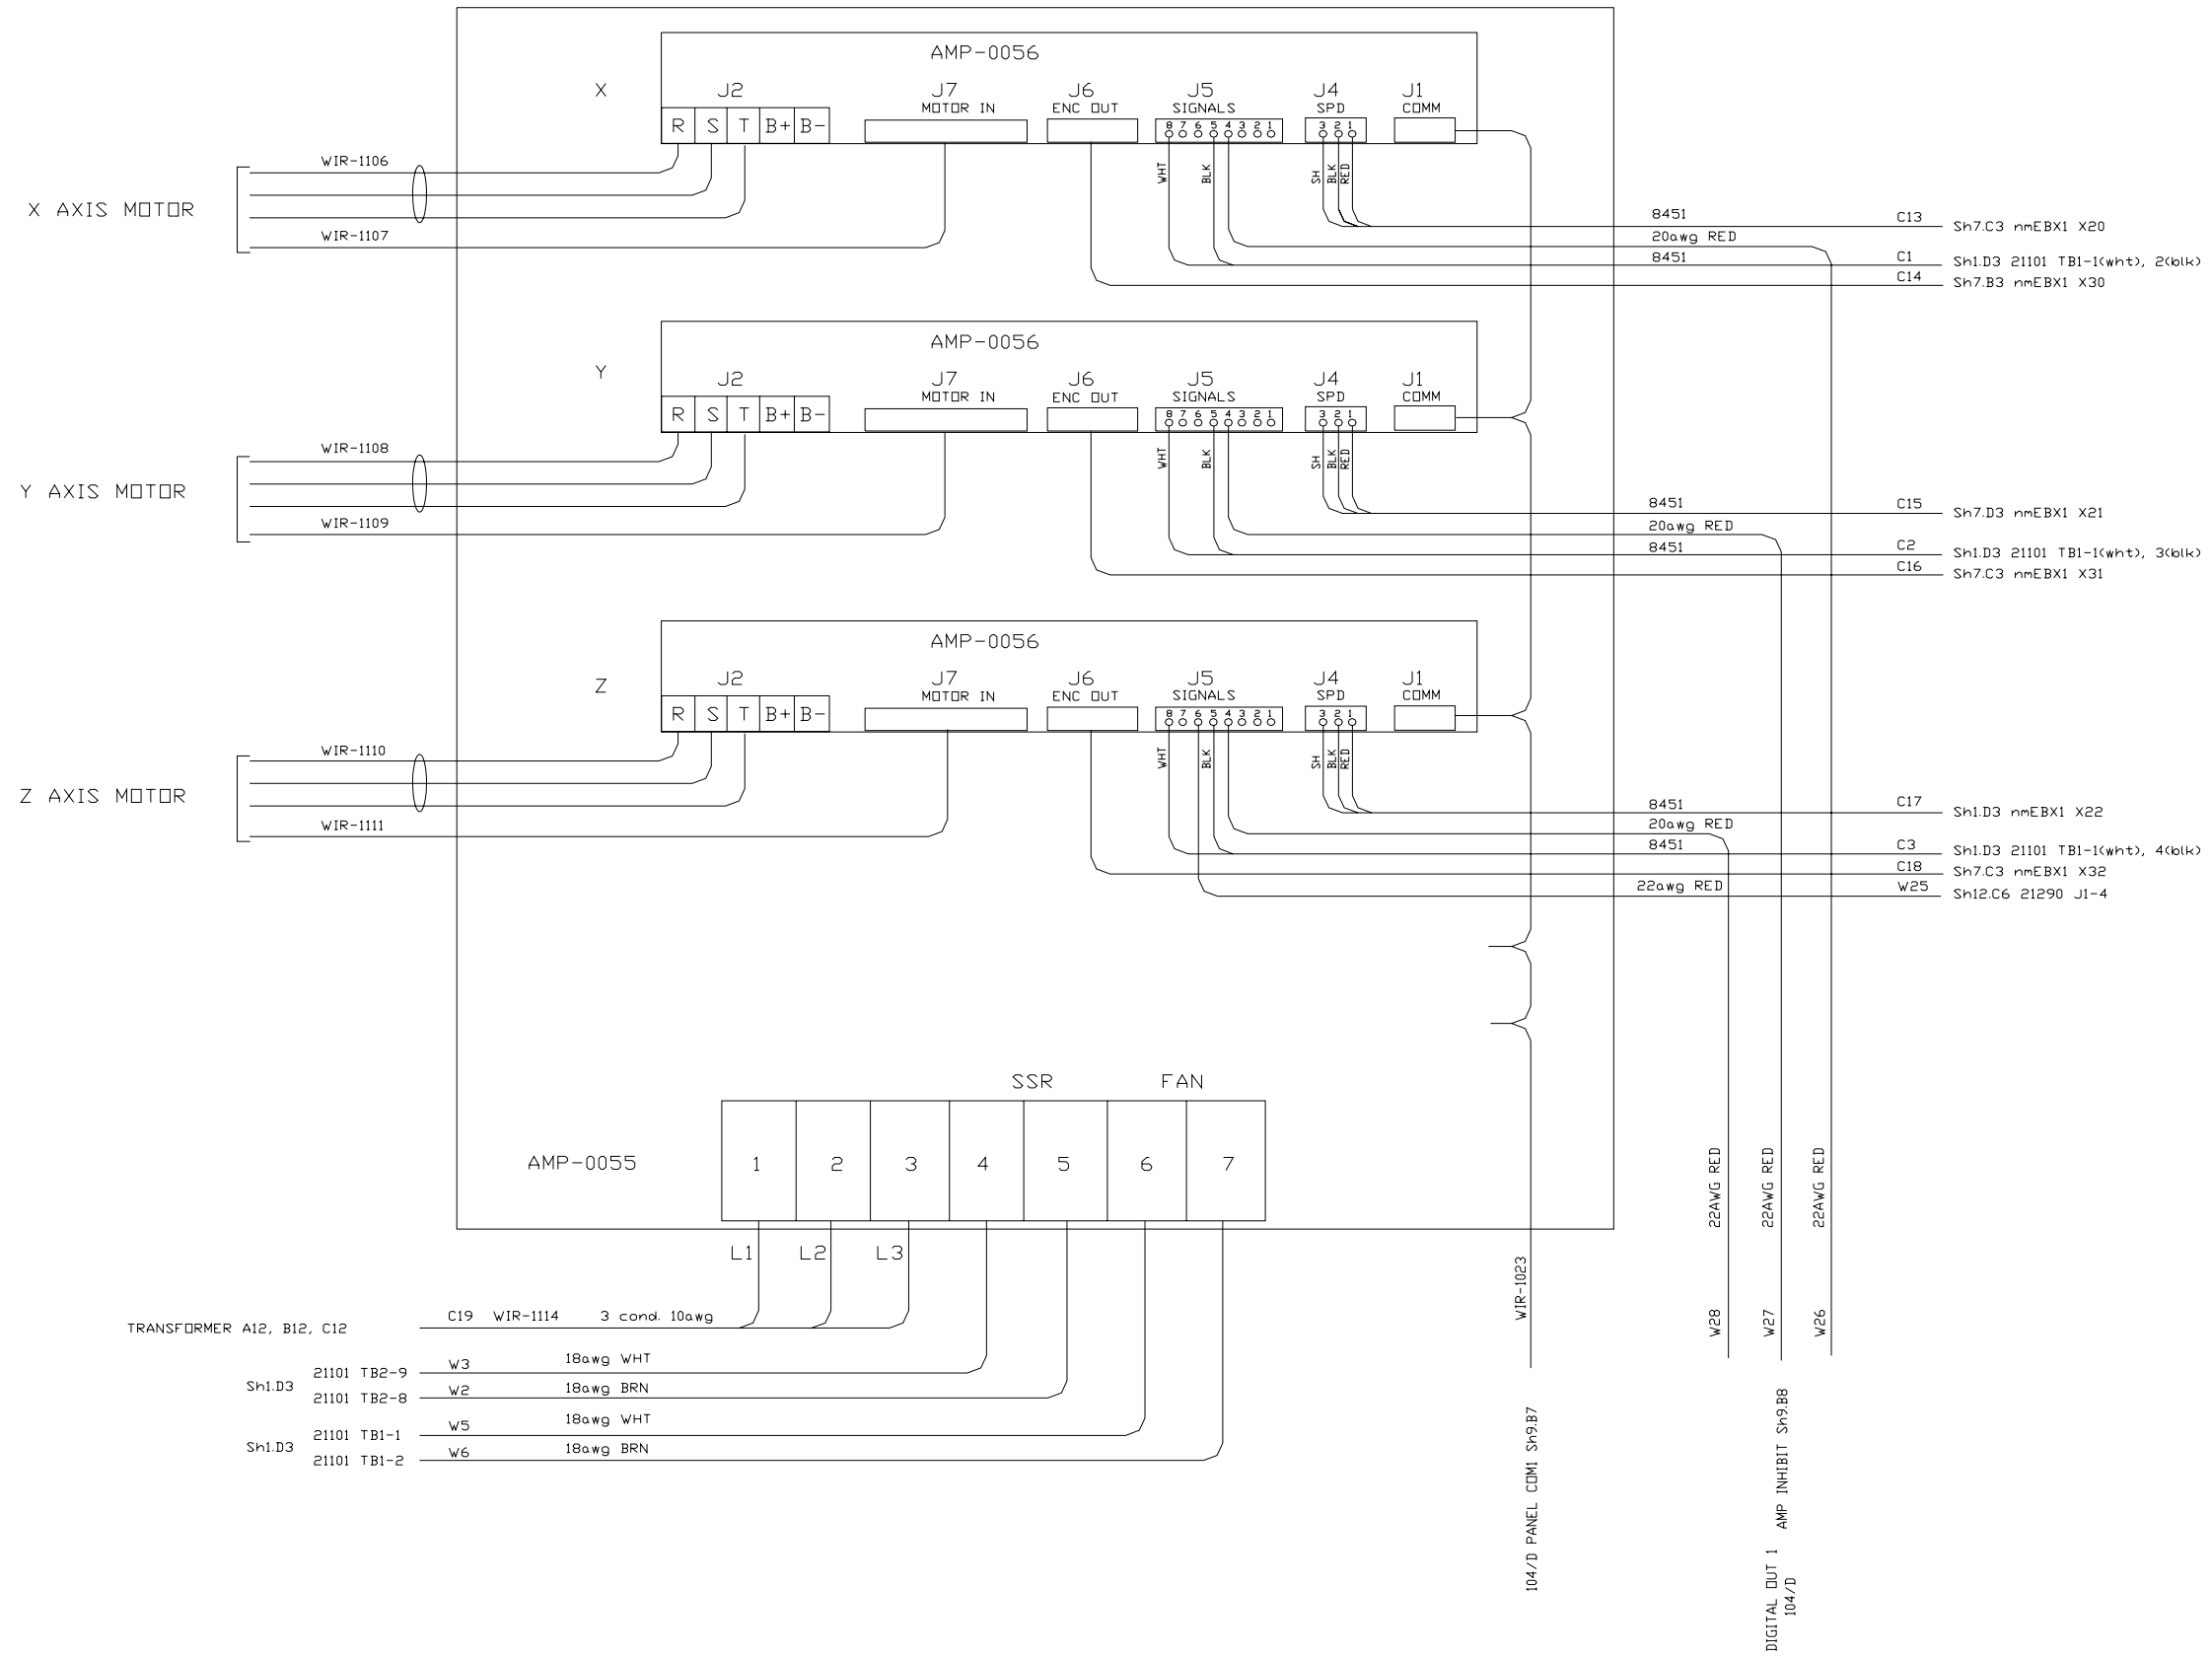 AMP-0056
X J2 J7 J6 J5 J4 J1
MOTOR IN ENC OUT SIGNALS SPD COMM
R S T B+ B- 8 7 6 5 4 3 2 1 3 2 1
WIR-1106
WHT BLK SH BLK RED
X AXIS MOTOR
WIR-1107
8451 C13 Sh7.C3 nmEBX1 X20
20awg RED
8451 C1 Sh1.D3 21101 TB1-1(wht), 2(blk)
C14 Sh7.B3 nmEBX1 X30
AMP-0056
Y J2 J7 J6 J5 J4 J1
MOTOR IN ENC OUT SIGNALS SPD COMM
R S T B+ B- 8 7 6 5 4 3 2 1 3 2 1
WIR-1108
WHT BLK SH BLK RED
Y AXIS MOTOR
WIR-1109
8451 C15 Sh7.D3 nmEBX1 X21
20awg RED
8451 C2 Sh1.D3 21101 TB1-1(wht), 3(blk)
C16 Sh7.C3 nmEBX1 X31
AMP-0056
Z J2 J7 J6 J5 J4 J1
MOTOR IN ENC OUT SIGNALS SPD COMM
R S T B+ B- 8 7 6 5 4 3 2 1 3 2 1
WIR-1110
WHT BLK SH BLK RED
Z AXIS MOTOR
WIR-1111
8451 C17 Sh1.D3 nmEBX1 X22
20awg RED
8451 C3 Sh1.D3 21101 TB1-1(wht), 4(blk)
C18 Sh7.C3 nmEBX1 X32
22awg RED W25 Sh12.C6 21290 J1-4
SSR FAN
AMP-0055 1 2 3 4 5 6 7
L1 L2 L3
TRANSFORMER A12, B12, C12 C19 WIR-1114 3 cond. 10awg
21101 TB2-9 W3 18awg WHT
Sh1.D3
21101 TB2-8 W2 18awg BRN
21101 TB1-1 W5 18awg WHT
Sh1.D3
21101 TB1-2 W6 18awg BRN
WIR-1023
104/D PANEL COM1 Sh9.B7
22AWG RED
22AWG RED
22AWG RED
W28
W27
W26
DIGITAL OUT 1 AMP INHIBIT Sh9.B8
104/D